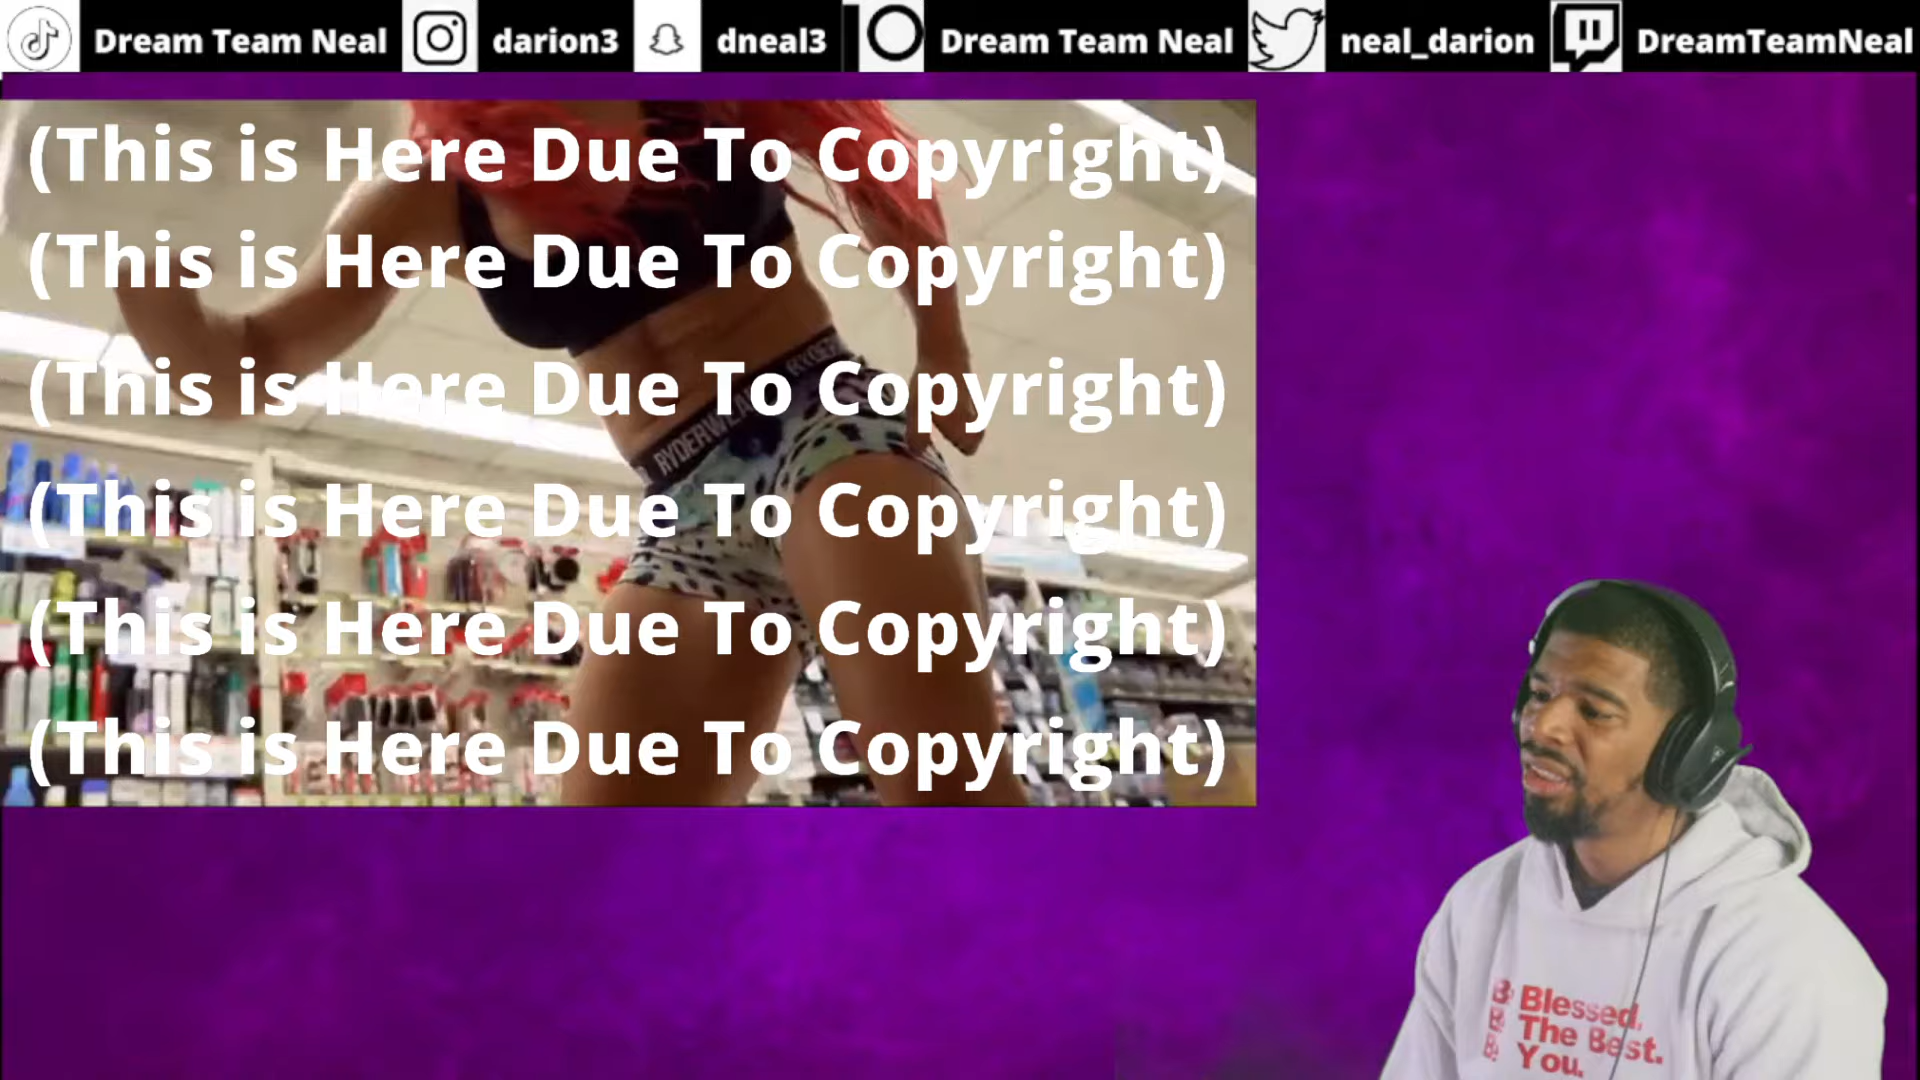 Dream Team Neal darion3 dneal3 Dream Team Neal neal_darion DreamTeamNeal
(This is Here Due To Copyright)
(This is Here Due To Copyright)
(This is Here Due To Copyright)
(This is Here Due To Copyright)
(This is Here Due To Copyright)
(This is Here Due To Copyright)
RYDERWEAR
Blessed.
The Best.
You.